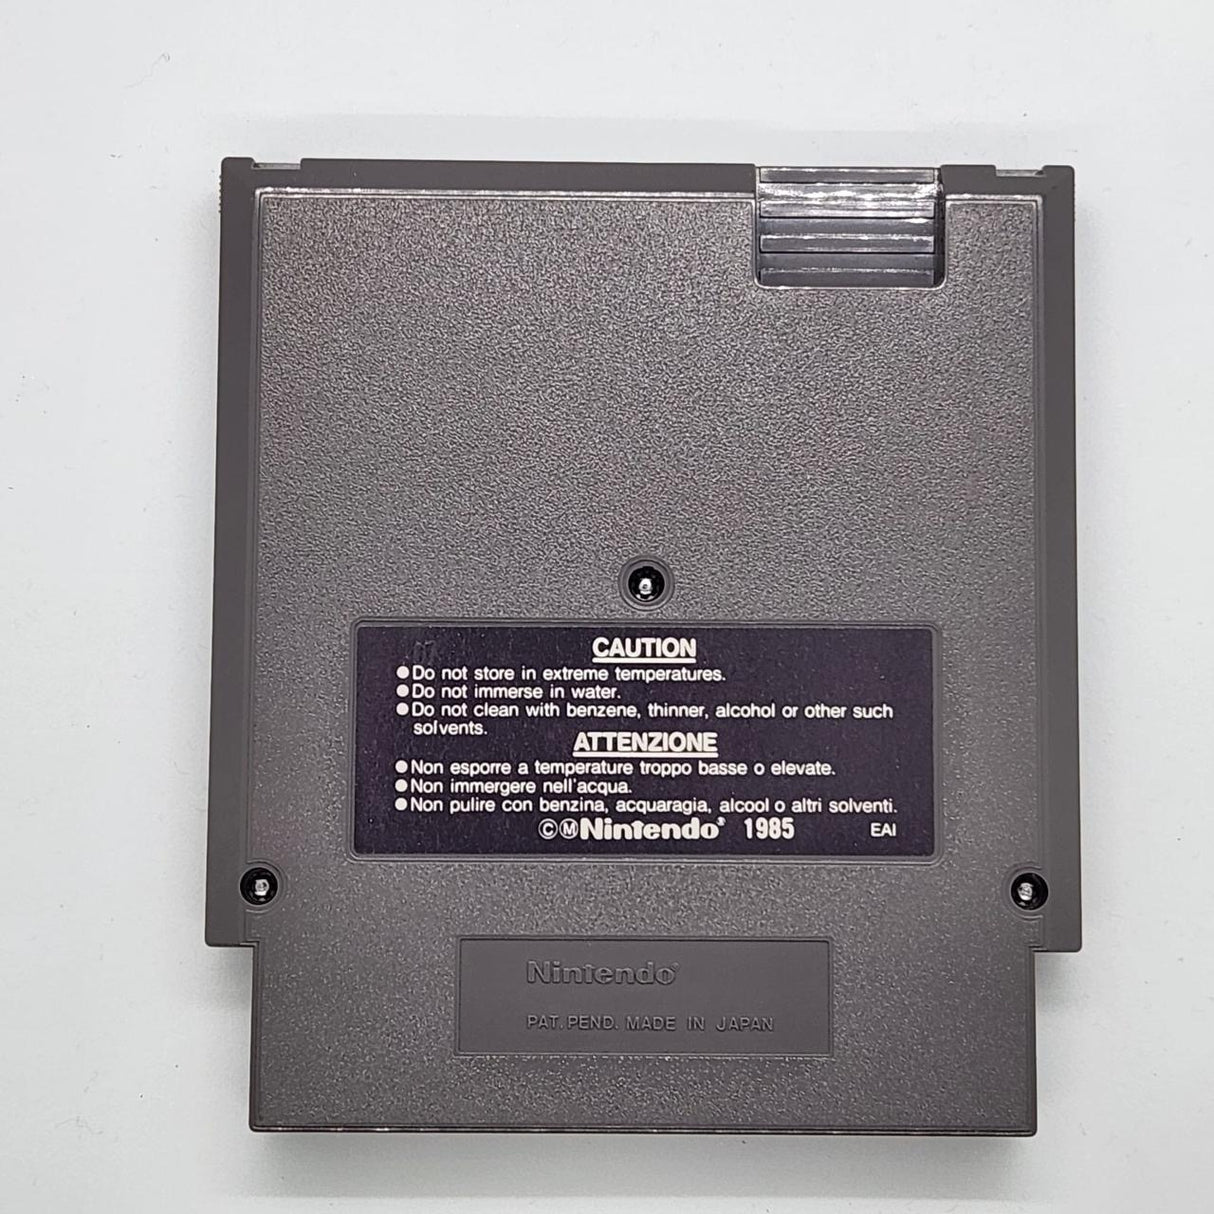 CAUTION
●Do not store in extreme temperatures.
●Do not immerse in water.
●Do not clean with benzene, thinner, alcohol or other such
solvents.
ATTENZIONE
●Non esporre a temperature troppo basse o elevate.
●Non immergere nell'acqua.
●Non pulire con benzina, acquaragia, alcool o altri solventi.
©ⓂNintendo® 1985 EAI
Nintendo®
PAT. PEND. MADE IN JAPAN